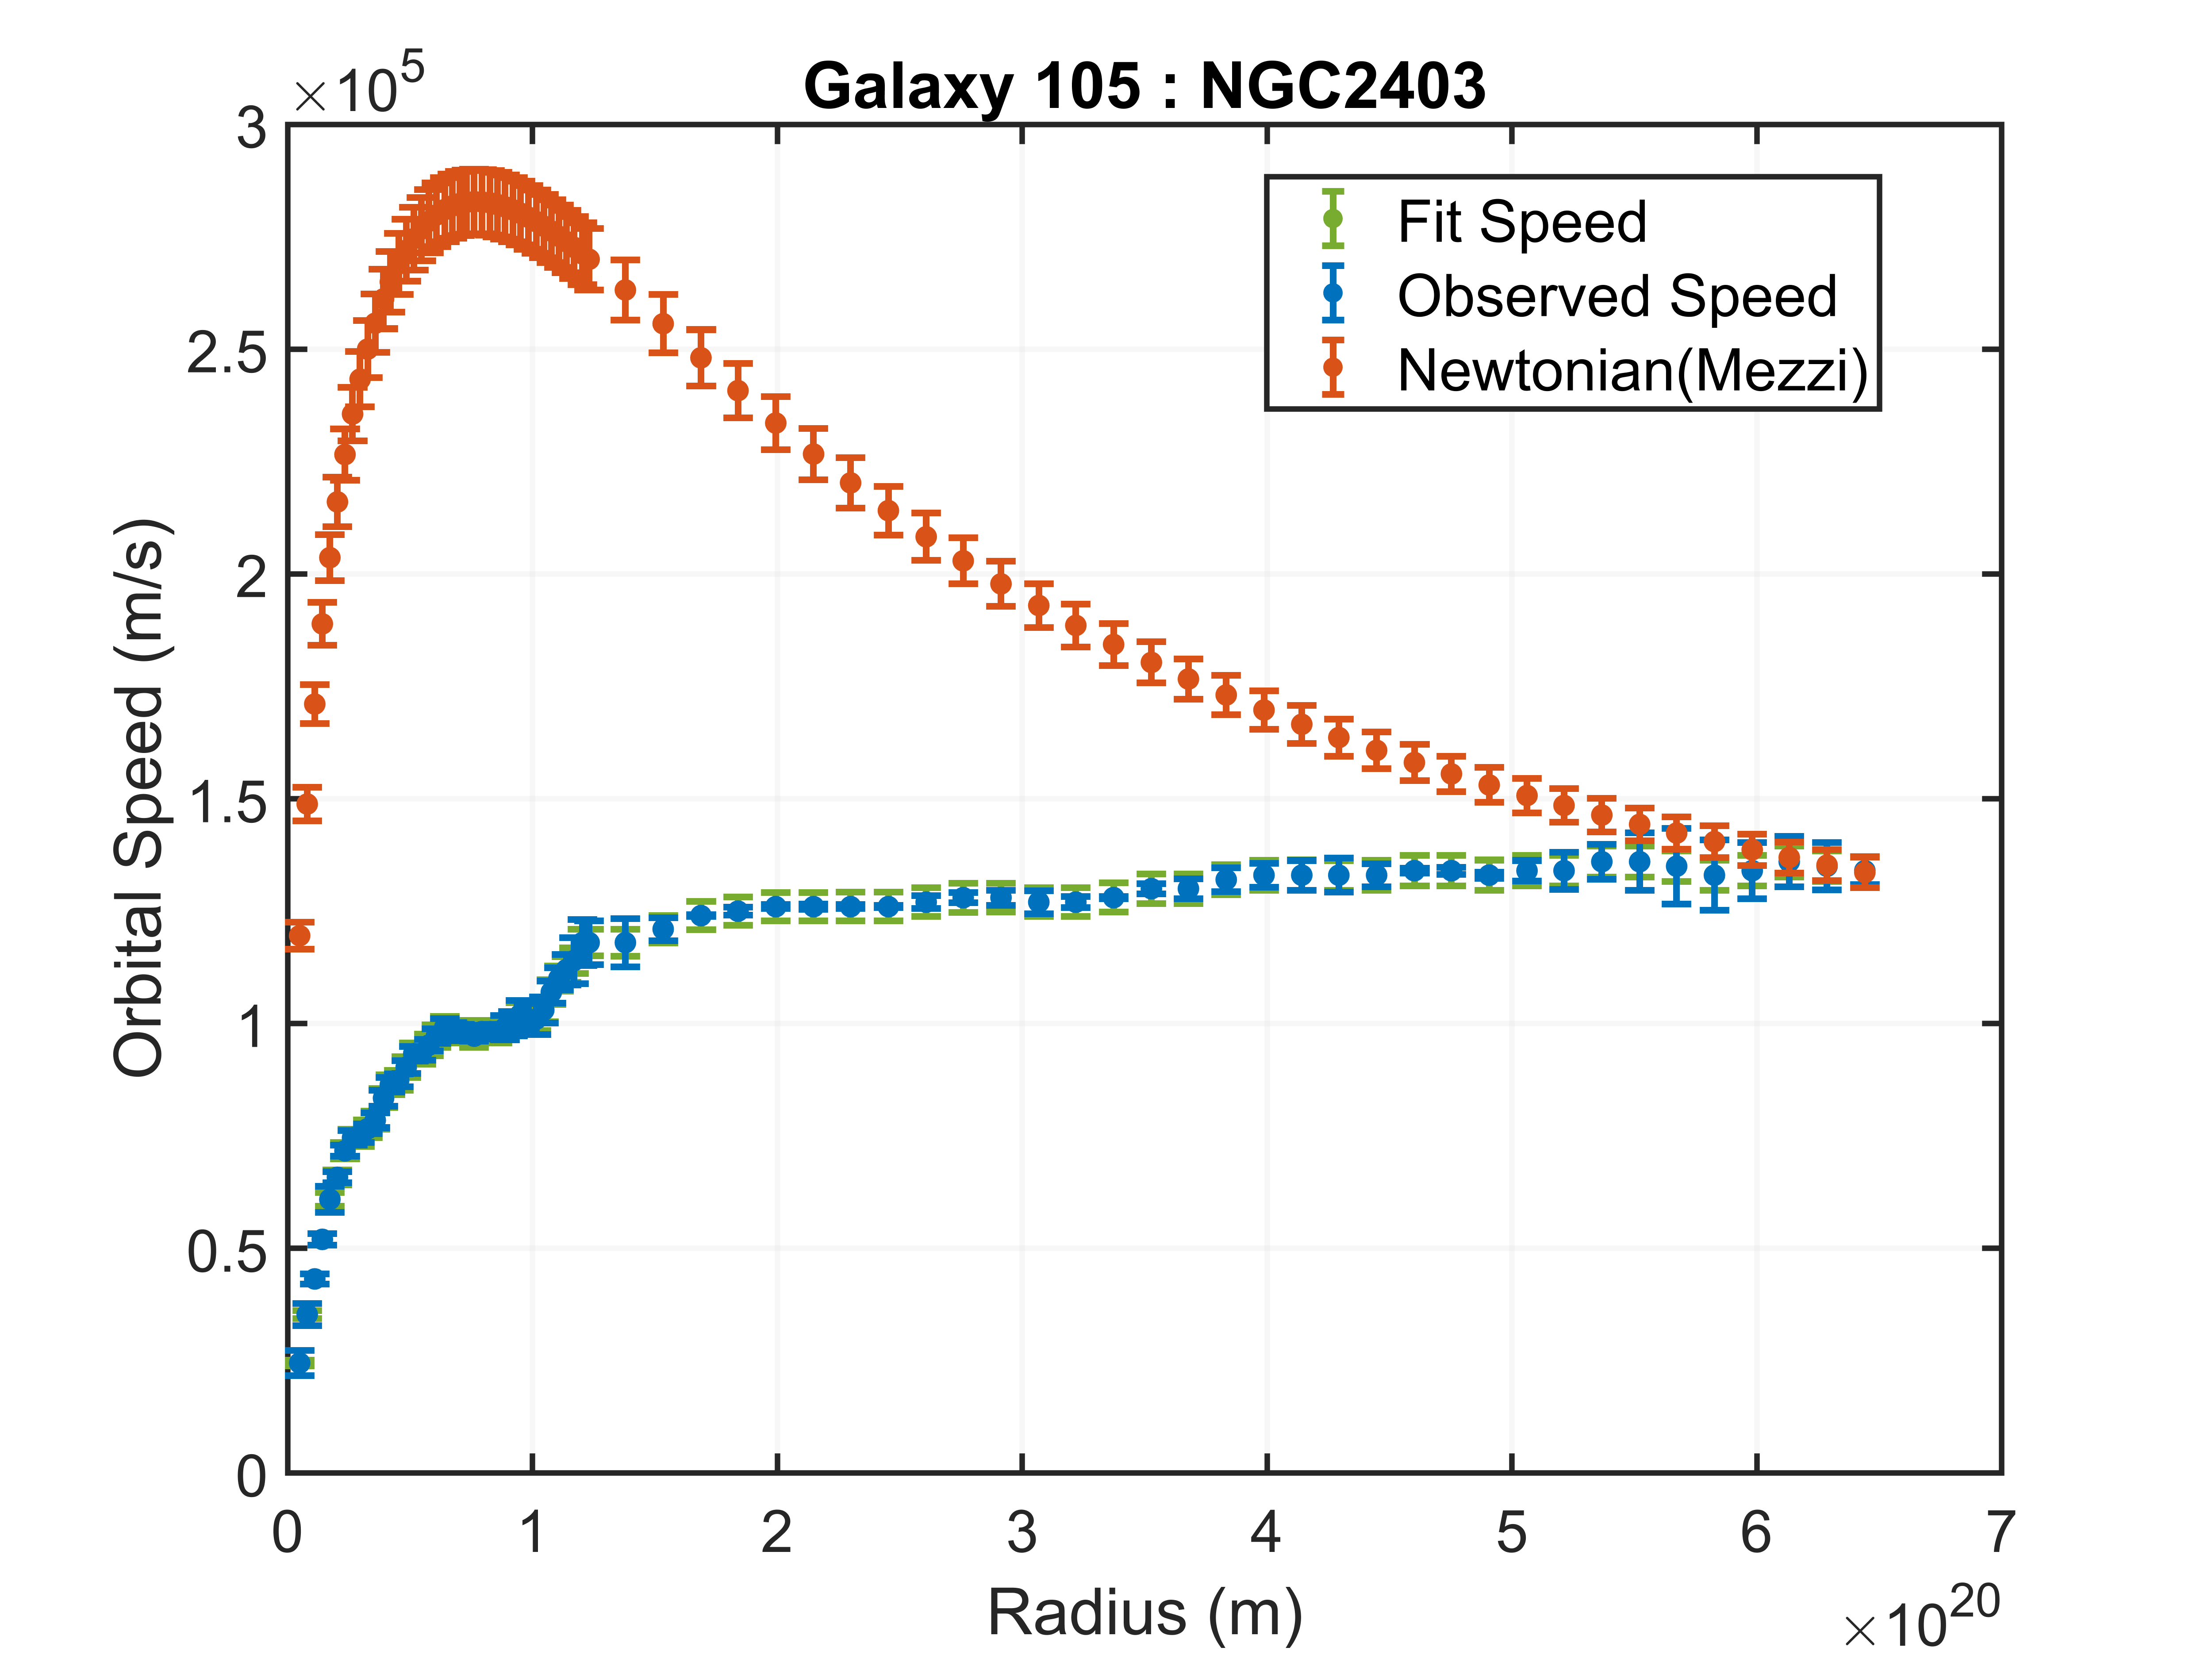 Galaxy 105 : NGC2403
×10^5
3
2.5
2
1.5
1
0.5
0
Orbital Speed (m/s)
Fit Speed
Observed Speed
Newtonian(Mezzi)
0 1 2 3 4 5 6 7
Radius (m)
×10^20